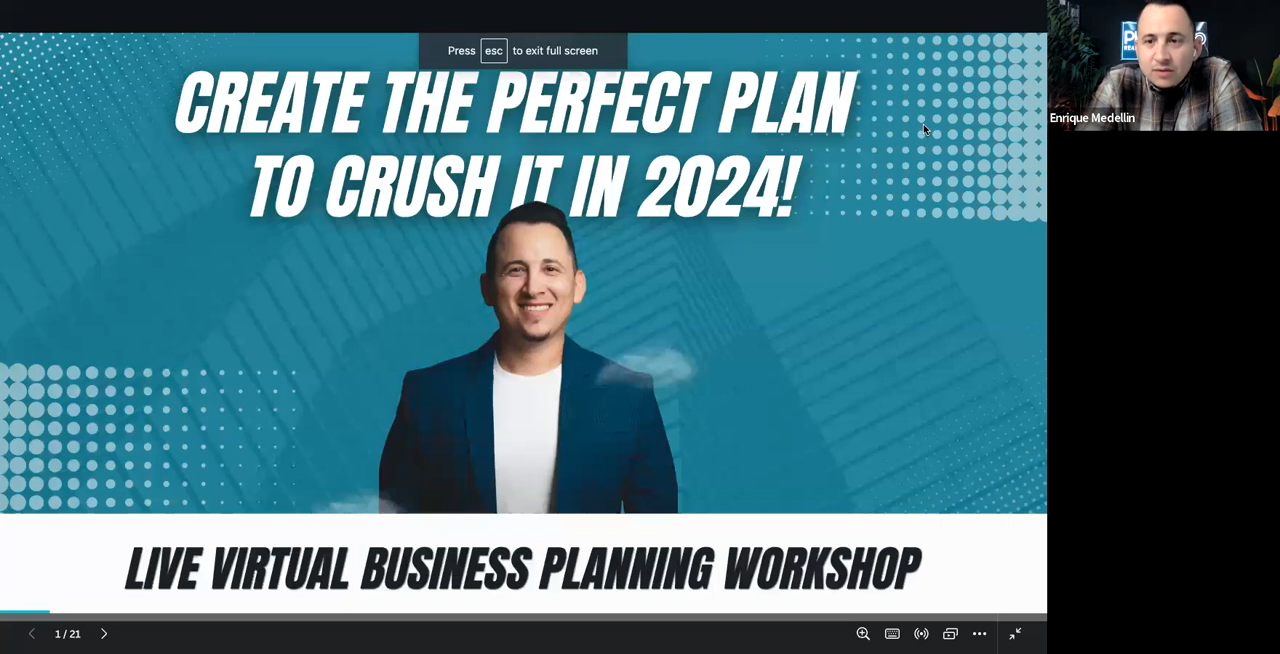 Press esc to exit full screen
CREATE THE PERFECT PLAN
TO CRUSH IT IN 2024!
LIVE VIRTUAL BUSINESS PLANNING WORKSHOP
1 / 21
Enrique Medellin